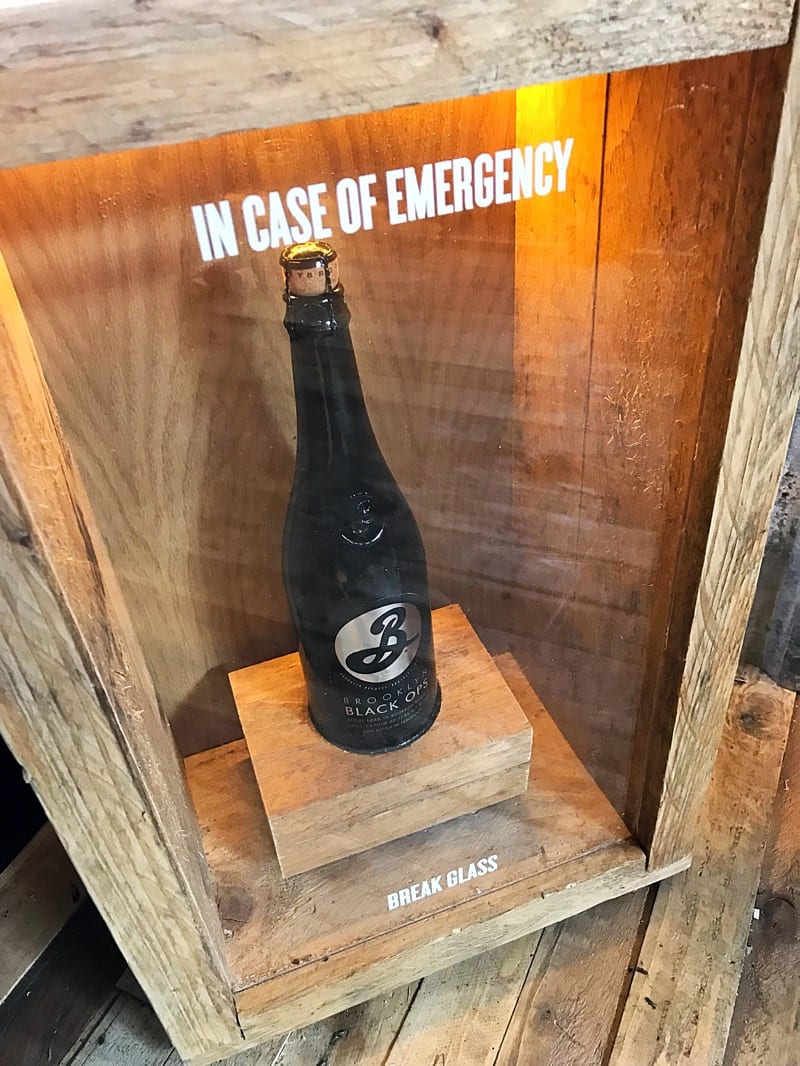 IN CASE OF EMERGENCY
B
BROOKLYN
BLACK OPS
BREAK GLASS